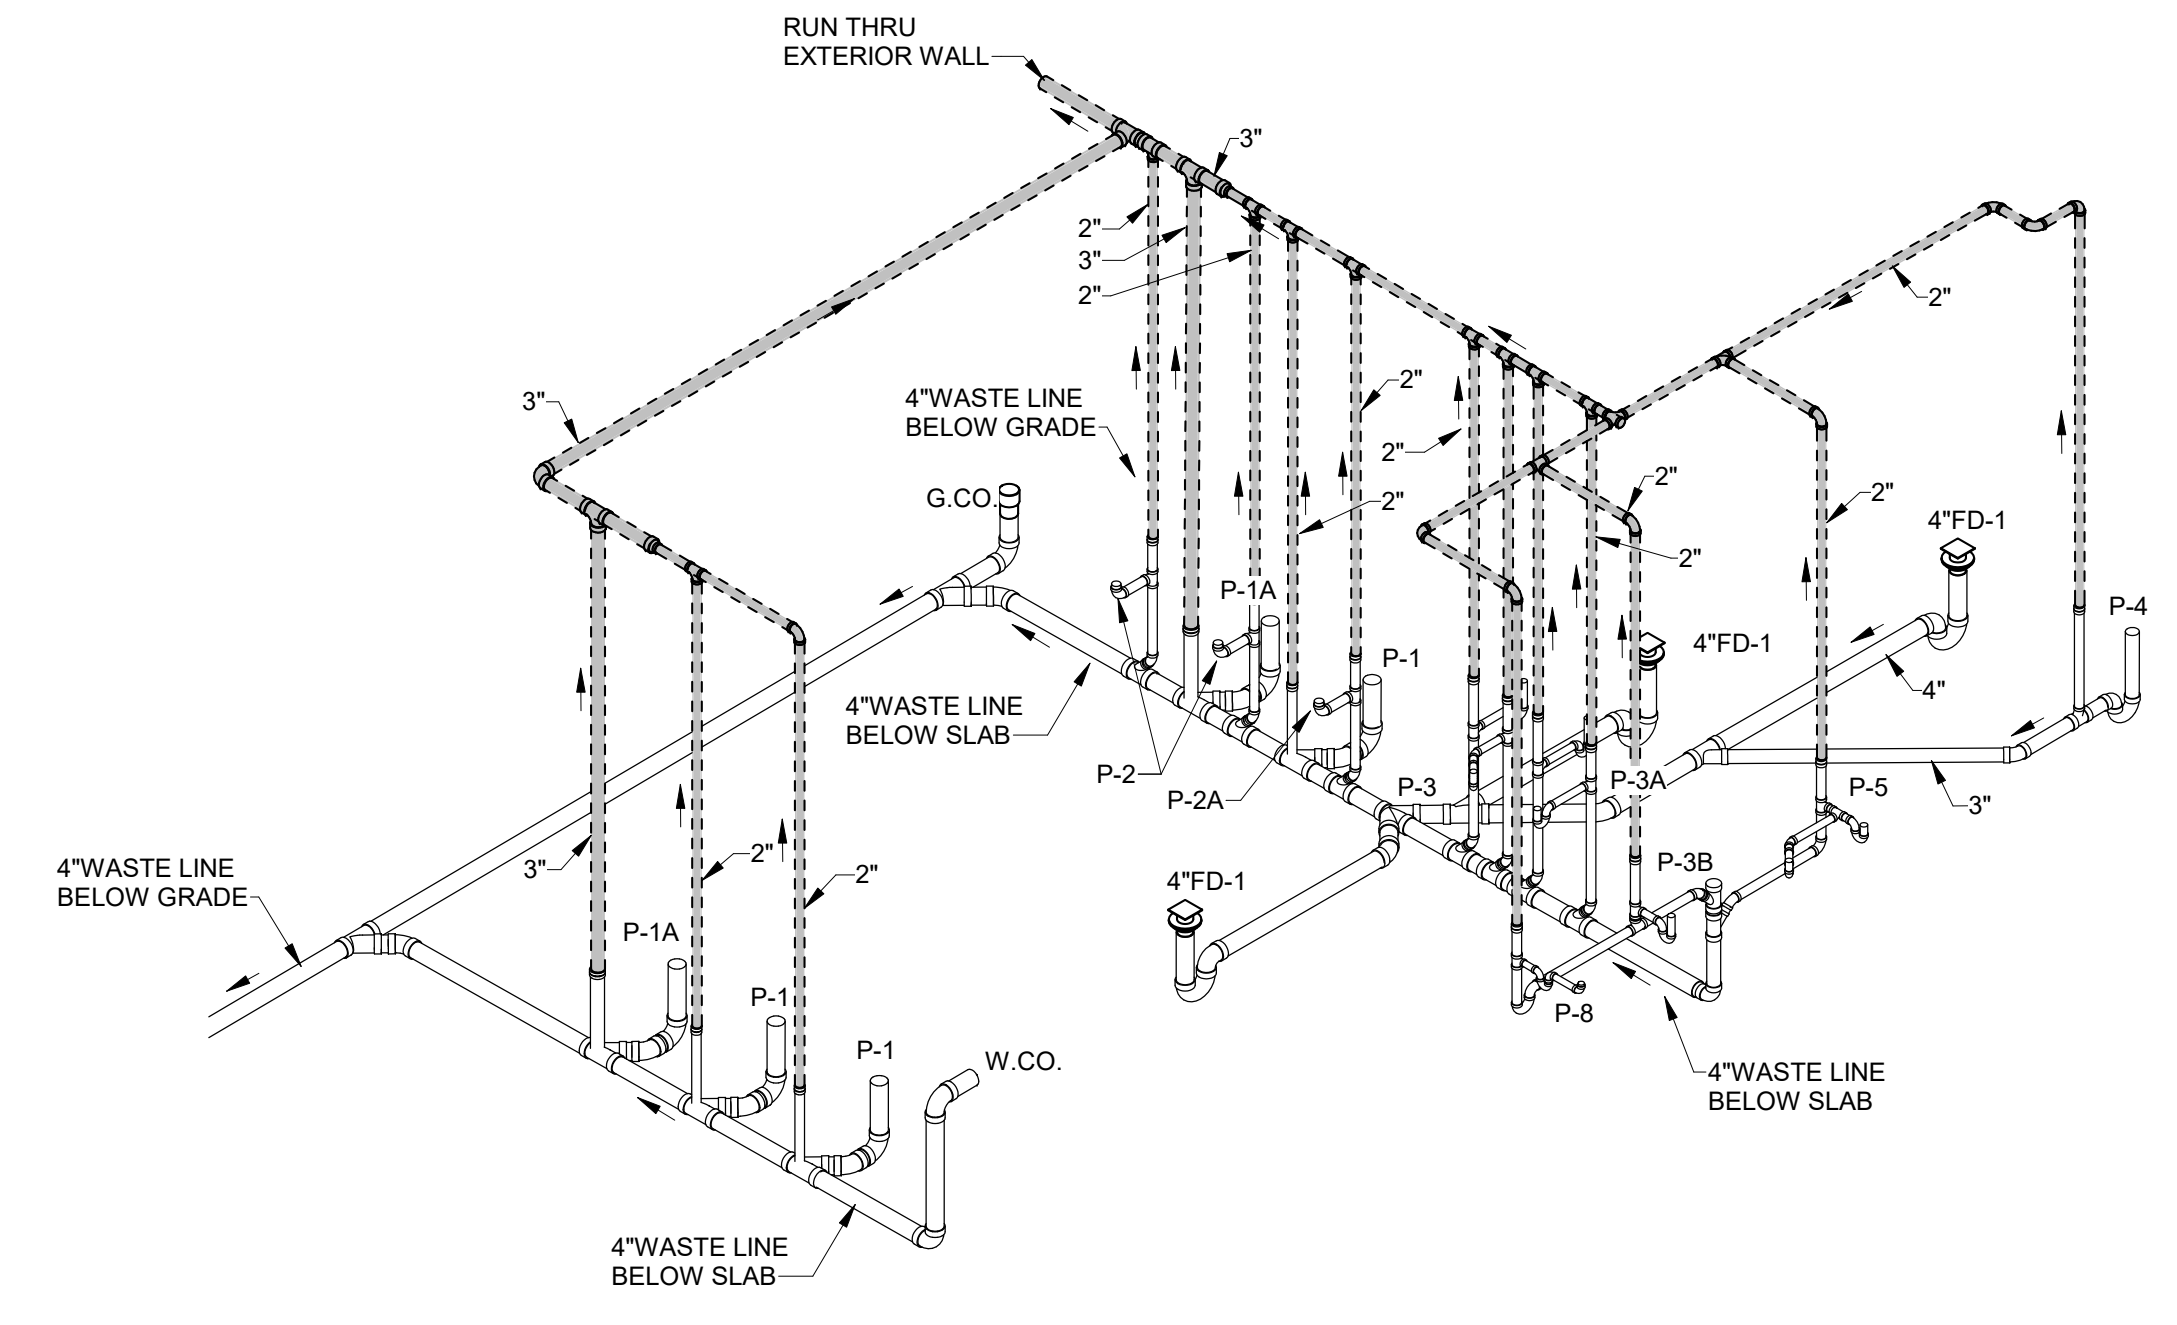 RUN THRU
EXTERIOR WALL
3"
2"
3"
2"
2"
3"
4"WASTE LINE
BELOW GRADE
2"
2"
2"
2"
2"
G.CO.
2"
4"FD-1
P-1A
P-4
4"FD-1
P-1
4"
4"WASTE LINE
BELOW SLAB
P-2
P-2A
P-3
P-3A
P-5
3"
4"WASTE LINE
BELOW GRADE
3"
2"
2"
4"FD-1
P-3B
P-1A
P-1
P-8
P-1
W.CO.
4"WASTE LINE
BELOW SLAB
4"WASTE LINE
BELOW SLAB